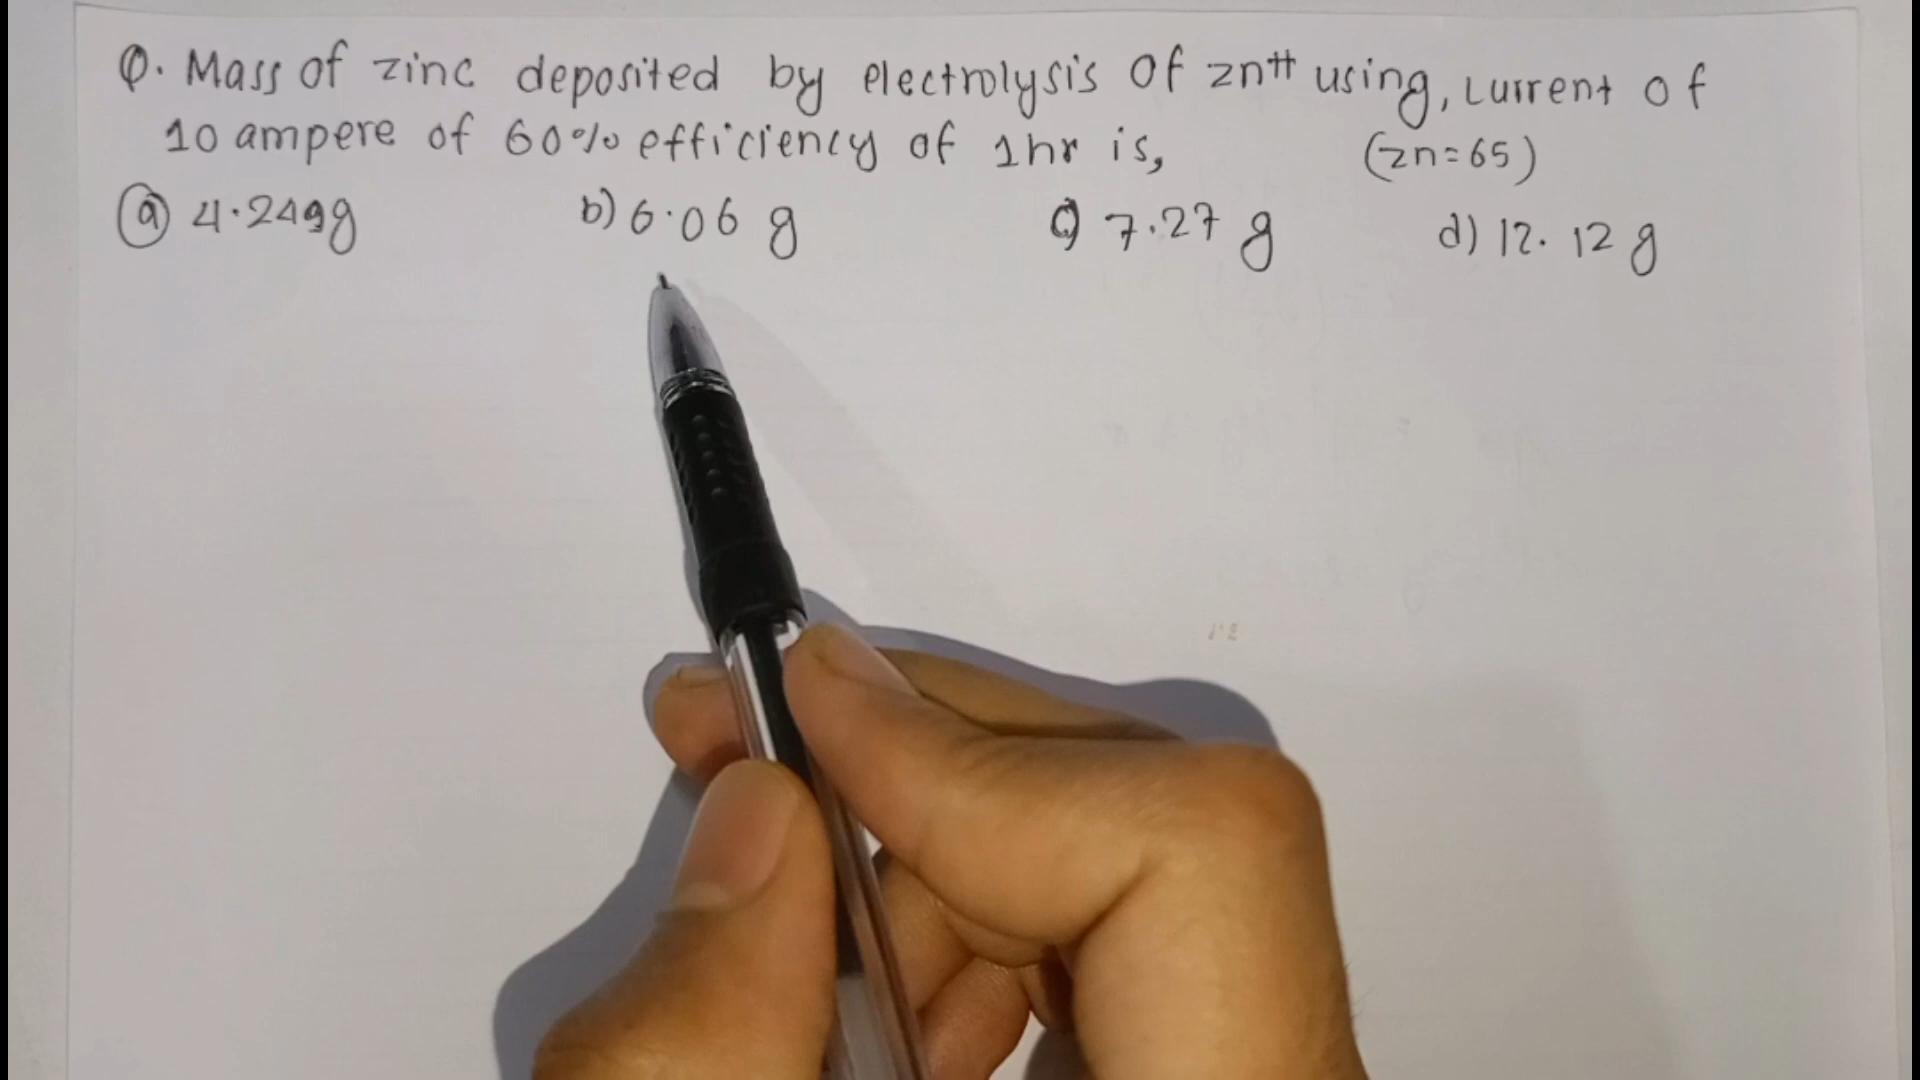 Q. Mass of zinc deposited by electrolysis of zn⁺⁺ using, current of
10 ampere of 60% efficiency of 1hr is, (zn=65)
a) 4.249g b) 6.06 g c) 7.27 g d) 12.12 g